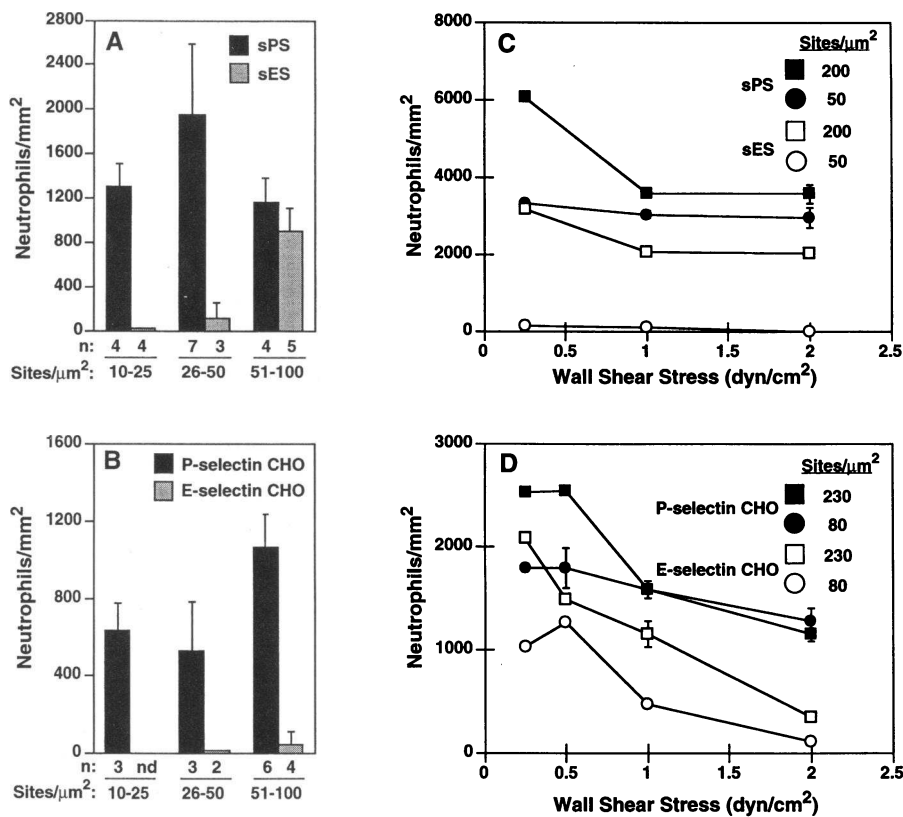 A
sPS
sES
Neutrophils/mm²
2800
2400
2000
1600
1200
800
400
0
n: 4 4 7 3 4 5
Sites/μm²: 10-25 26-50 51-100
C
Sites/μm²
sPS
200
50
sES
200
50
Neutrophils/mm²
8000
6000
4000
2000
0
0 0.5 1 1.5 2 2.5
Wall Shear Stress (dyn/cm²)
B
P-selectin CHO
E-selectin CHO
Neutrophils/mm²
1600
1200
800
400
0
n: 3 nd 3 2 6 4
Sites/μm²: 10-25 26-50 51-100
D
Sites/μm²
P-selectin CHO
230
80
E-selectin CHO
230
80
Neutrophils/mm²
3000
2000
1000
0
0 0.5 1 1.5 2 2.5
Wall Shear Stress (dyn/cm²)